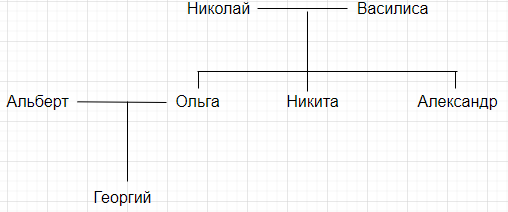 Николай Василиса
Альберт Ольга Никита Александр
Георгий